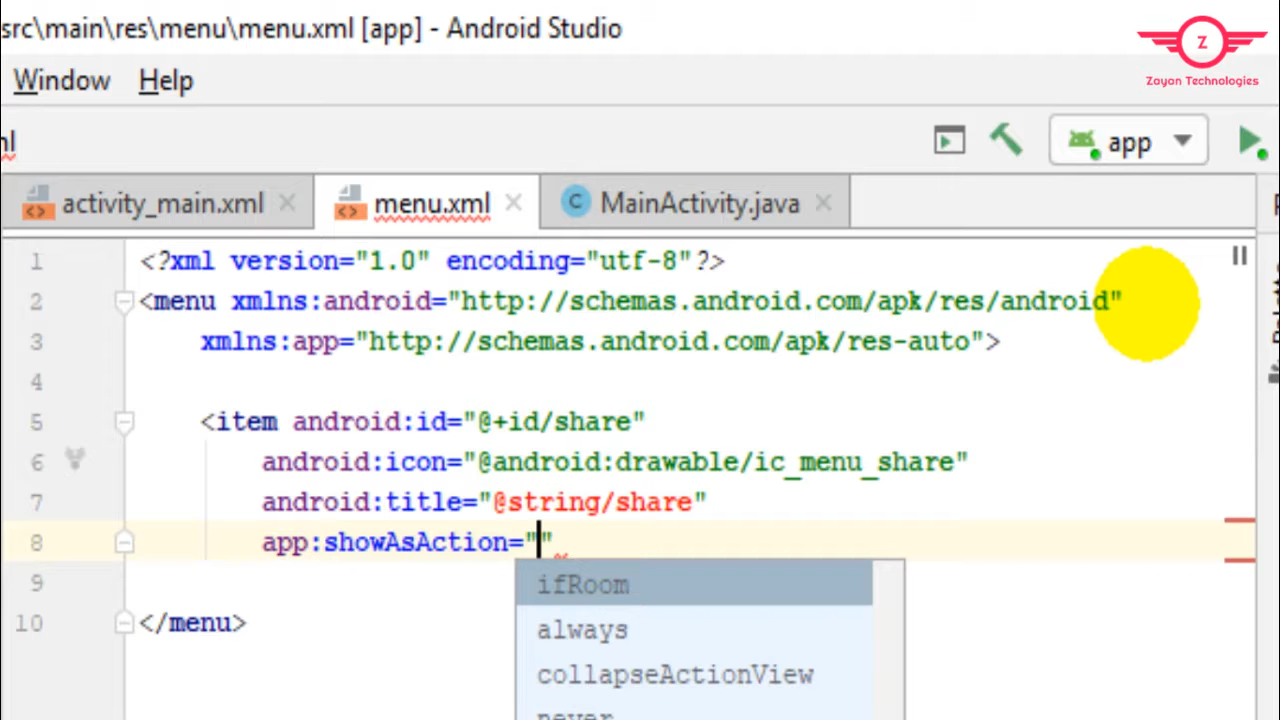 src\main\res\menu\menu.xml [app] - Android Studio
Z
Zayan Technologies
Window Help
ml
app
activity_main.xml
menu.xml
MainActivity.java
1 <?xml version="1.0" encoding="utf-8"?>
2 <menu xmlns:android="http://schemas.android.com/apk/res/android"
3 xmlns:app="http://schemas.android.com/apk/res-auto">
4
5 <item android:id="@+id/share"
6 android:icon="@android:drawable/ic_menu_share"
7 android:title="@string/share"
8 app:showAsAction=""
9
10 </menu>
ifRoom
always
collapseActionView
never